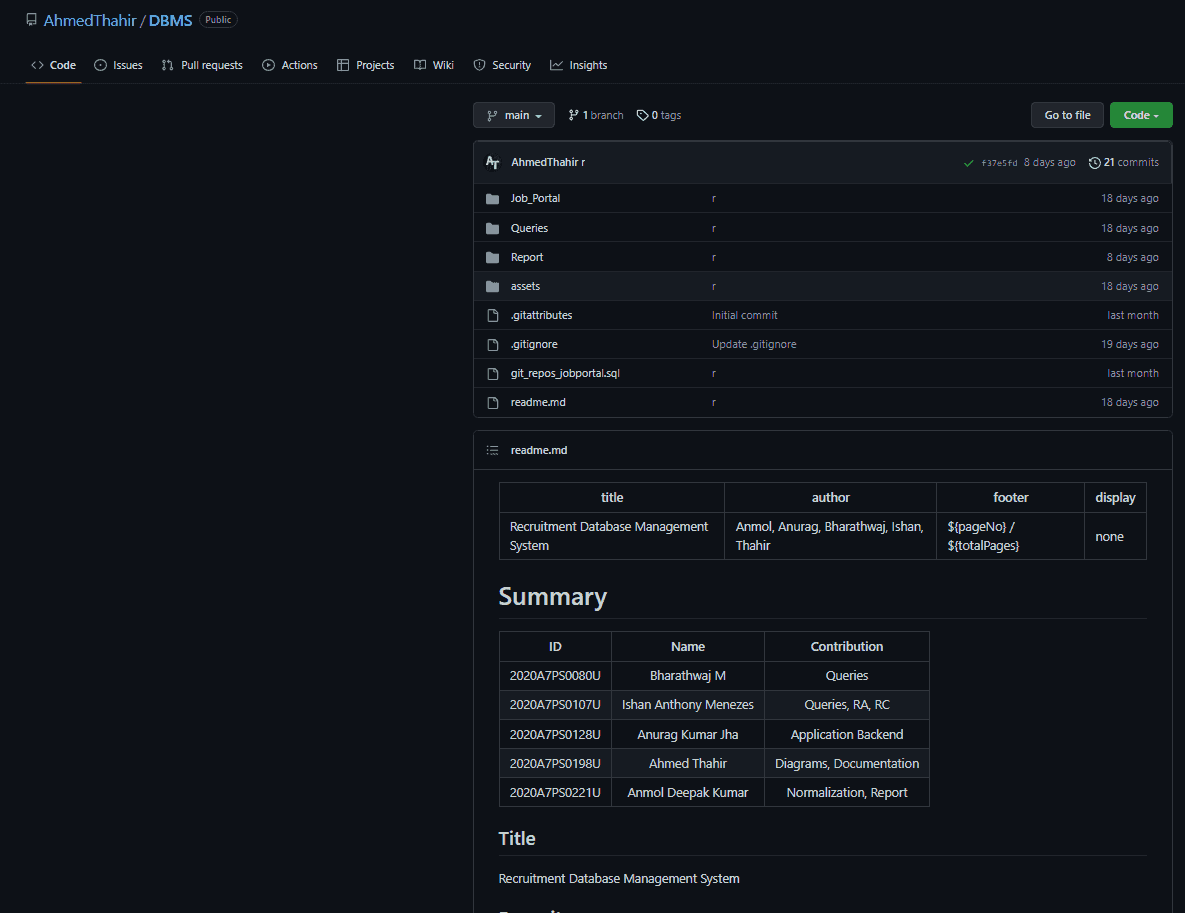 AhmedThahir / DBMS Public
Code Issues Pull requests Actions Projects Wiki Security Insights
main 1 branch 0 tags Go to file Code
AT AhmedThahir r f37e5fd 8 days ago 21 commits
Job_Portal r 18 days ago
Queries r 18 days ago
Report r 8 days ago
assets r 18 days ago
.gitattributes Initial commit last month
.gitignore Update .gitignore 19 days ago
git_repos_jobportal.sql r last month
readme.md r 18 days ago
readme.md
title author footer display
Recruitment Database Management System Anmol, Anurag, Bharathwaj, Ishan, Thahir ${pageNo} / ${totalPages} none
Summary
ID Name Contribution
2020A7PS0080U Bharathwaj M Queries
2020A7PS0107U Ishan Anthony Menezes Queries, RA, RC
2020A7PS0128U Anurag Kumar Jha Application Backend
2020A7PS0198U Ahmed Thahir Diagrams, Documentation
2020A7PS0221U Anmol Deepak Kumar Normalization, Report
Title
Recruitment Database Management System